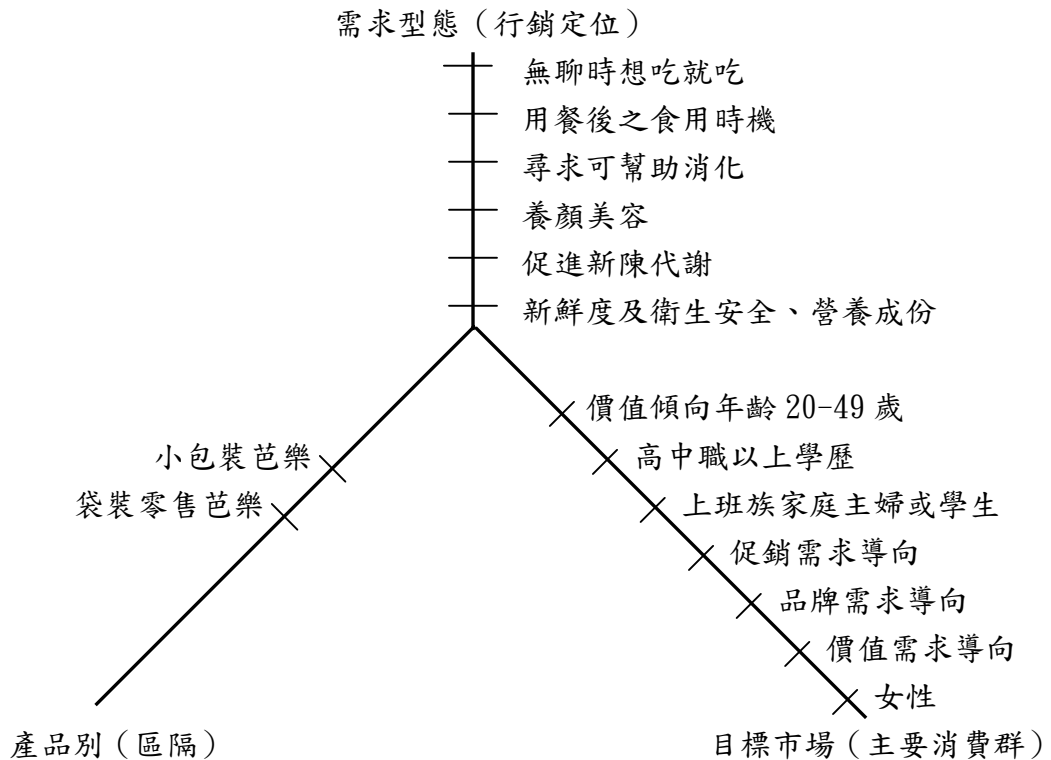 需求型態（行銷定位）
無聊時想吃就吃
用餐後之食用時機
尋求可幫助消化
養顏美容
促進新陳代謝
新鮮度及衛生安全、營養成份
價值傾向年齡 20-49 歲
小包裝芭樂
高中職以上學歷
袋裝零售芭樂
上班族家庭主婦或學生
促銷需求導向
品牌需求導向
價值需求導向
女性
產品別（區隔）
目標市場（主要消費群）